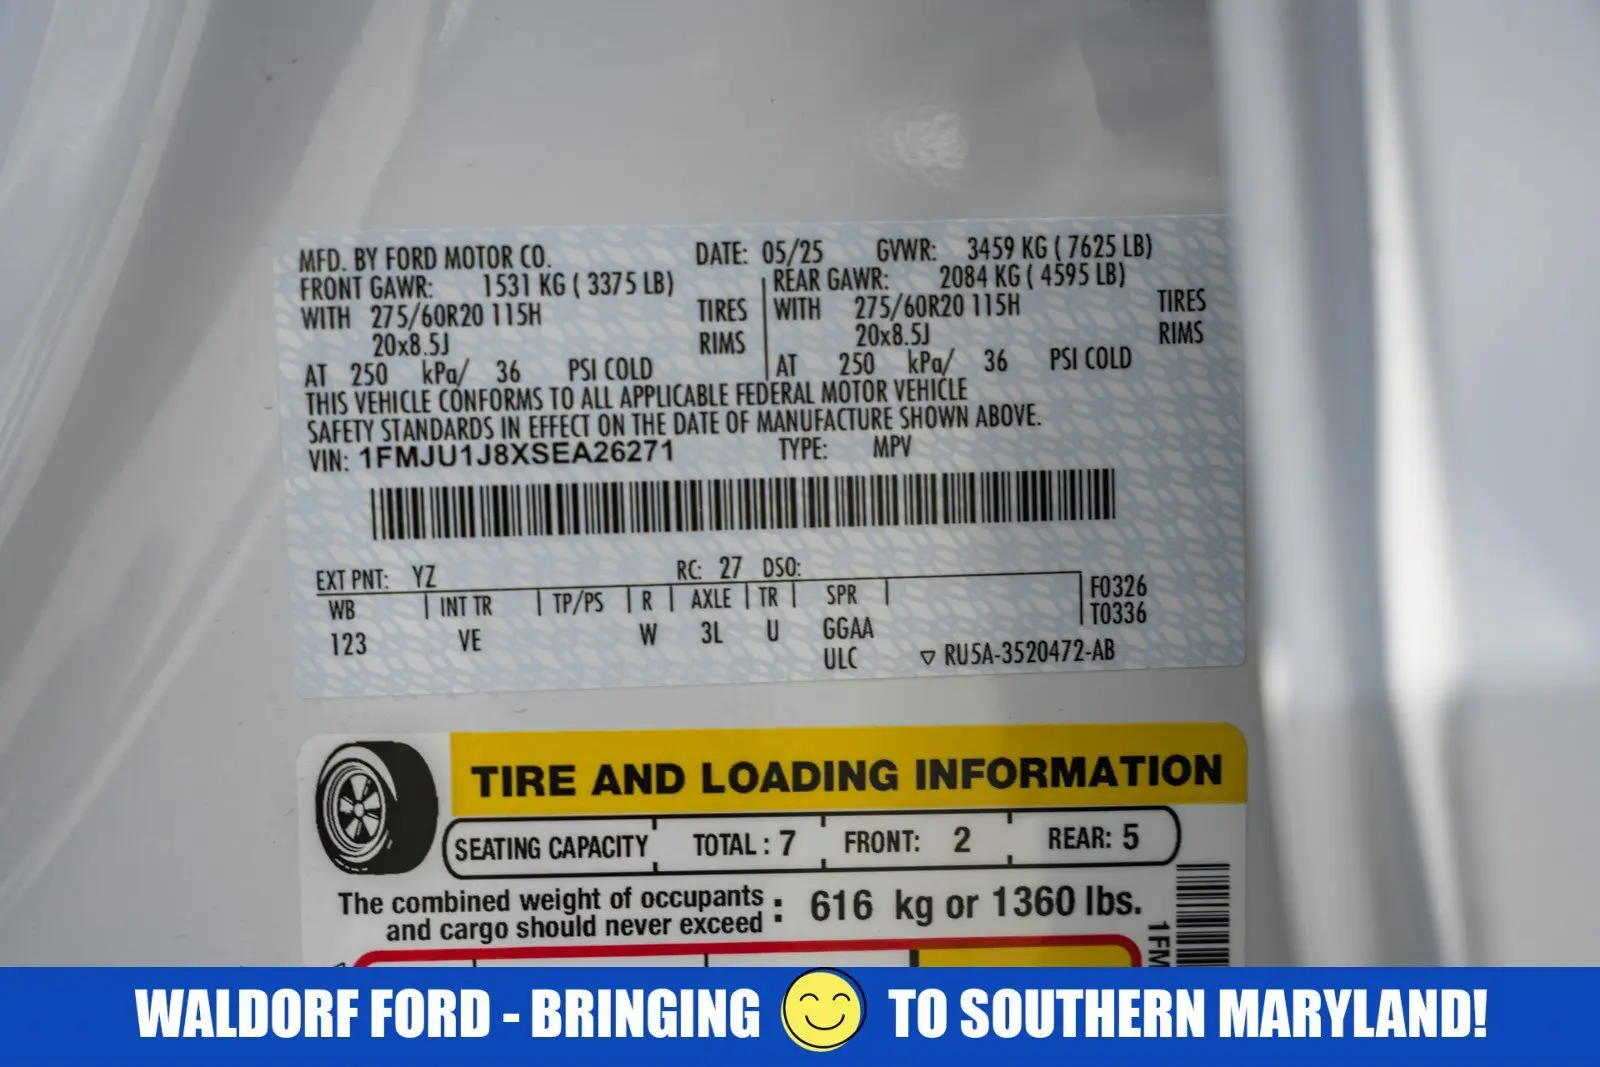 MFD. BY FORD MOTOR CO. DATE: 05/25 GVWR: 3459 KG ( 7625 LB)
FRONT GAWR: 1531 KG ( 3375 LB) REAR GAWR: 2084 KG ( 4595 LB)
WITH 275/60R20 115H TIRES WITH 275/60R20 115H TIRES
20x8.5J RIMS 20x8.5J RIMS
AT 250 kPa/ 36 PSI COLD AT 250 kPa/ 36 PSI COLD
THIS VEHICLE CONFORMS TO ALL APPLICABLE FEDERAL MOTOR VEHICLE
SAFETY STANDARDS IN EFFECT ON THE DATE OF MANUFACTURE SHOWN ABOVE.
VIN: 1FMJU1J8XSEA26271 TYPE: MPV
EXT PNT: YZ RC: 27 DSO:
WB INT TR TP/PS R AXLE TR SPR F0326
T0336
123 VE W 3L U GGAA
ULC ▽ RU5A-3520472-AB
TIRE AND LOADING INFORMATION
SEATING CAPACITY TOTAL : 7 FRONT: 2 REAR: 5
The combined weight of occupants
and cargo should never exceed : 616 kg or 1360 lbs.
1FM
WALDORF FORD - BRINGING 😊 TO SOUTHERN MARYLAND!